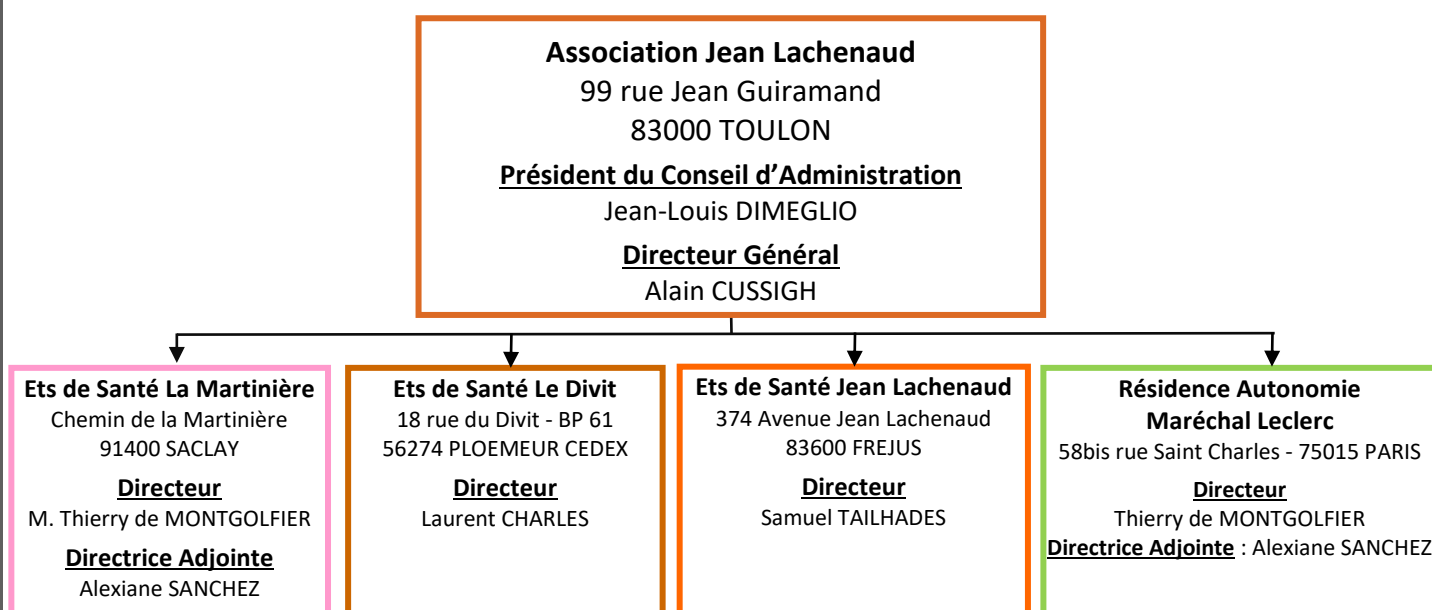 Association Jean Lachenaud
99 rue Jean Guiramand
83000 TOULON
Président du Conseil d’Administration
Jean-Louis DIMEGLIO
Directeur Général
Alain CUSSIGH
Ets de Santé La Martinière
Chemin de la Martinière
91400 SACLAY
Directeur
M. Thierry de MONTGOLFIER
Directrice Adjointe
Alexiane SANCHEZ
Ets de Santé Le Divit
18 rue du Divit - BP 61
56274 PLOEMEUR CEDEX
Directeur
Laurent CHARLES
Ets de Santé Jean Lachenaud
374 Avenue Jean Lachenaud
83600 FREJUS
Directeur
Samuel TAILHADES
Résidence Autonomie
Maréchal Leclerc
58bis rue Saint Charles - 75015 PARIS
Directeur
Thierry de MONTGOLFIER
Directrice Adjointe : Alexiane SANCHEZ